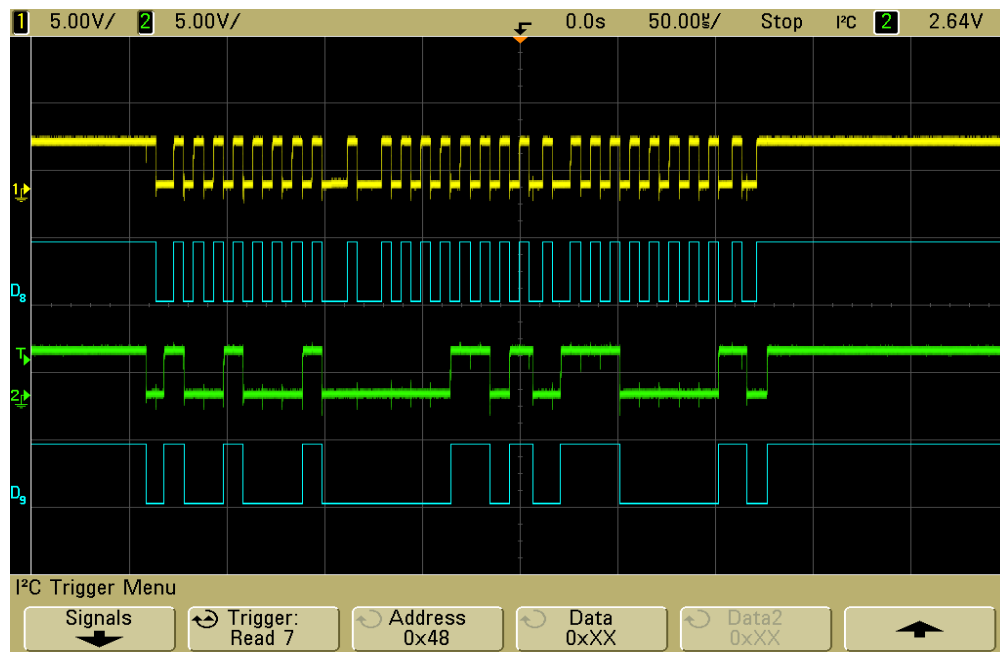 1 5.00V/ 2 5.00V/ 0.0s 50.00µs/ Stop I²C 2 2.64V
1
D8
T
2
D9
I²C Trigger Menu
Signals Trigger: Address Data Data2
Read 7 0x48 0xXX 0xXX